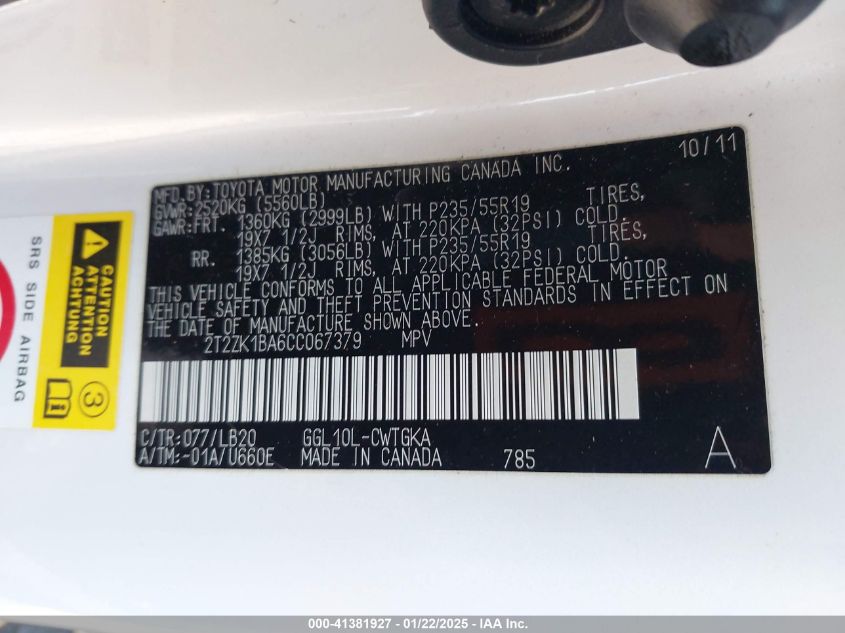 10/11
MFD.BY:TOYOTA MOTOR MANUFACTURING CANADA INC.
GVWR:2520KG (5560LB)
GAWR:FRT. 1360KG (2999LB) WITH P235/55R19 TIRES,
19X7 1/2J RIMS, AT 220KPA (32PSI) COLD.
RR. 1385KG (3056LB) WITH P235/55R19 TIRES,
19X7 1/2J RIMS, AT 220KPA (32PSI) COLD.
THIS VEHICLE CONFORMS TO ALL APPLICABLE FEDERAL MOTOR
VEHICLE SAFETY AND THEFT PREVENTION STANDARDS IN EFFECT ON
THE DATE OF MANUFACTURE SHOWN ABOVE.
2T2ZK1BA6CC067379 MPV
C/TR:077/LB20 GGL10L-CWTGKA
A/TM:-01A/U660E MADE IN CANADA 785 A
SRS SIDE AIRBAG
CAUTION
ATTENTION
ACHTUNG
3
i
000-41381927 - 01/22/2025 - IAA Inc.